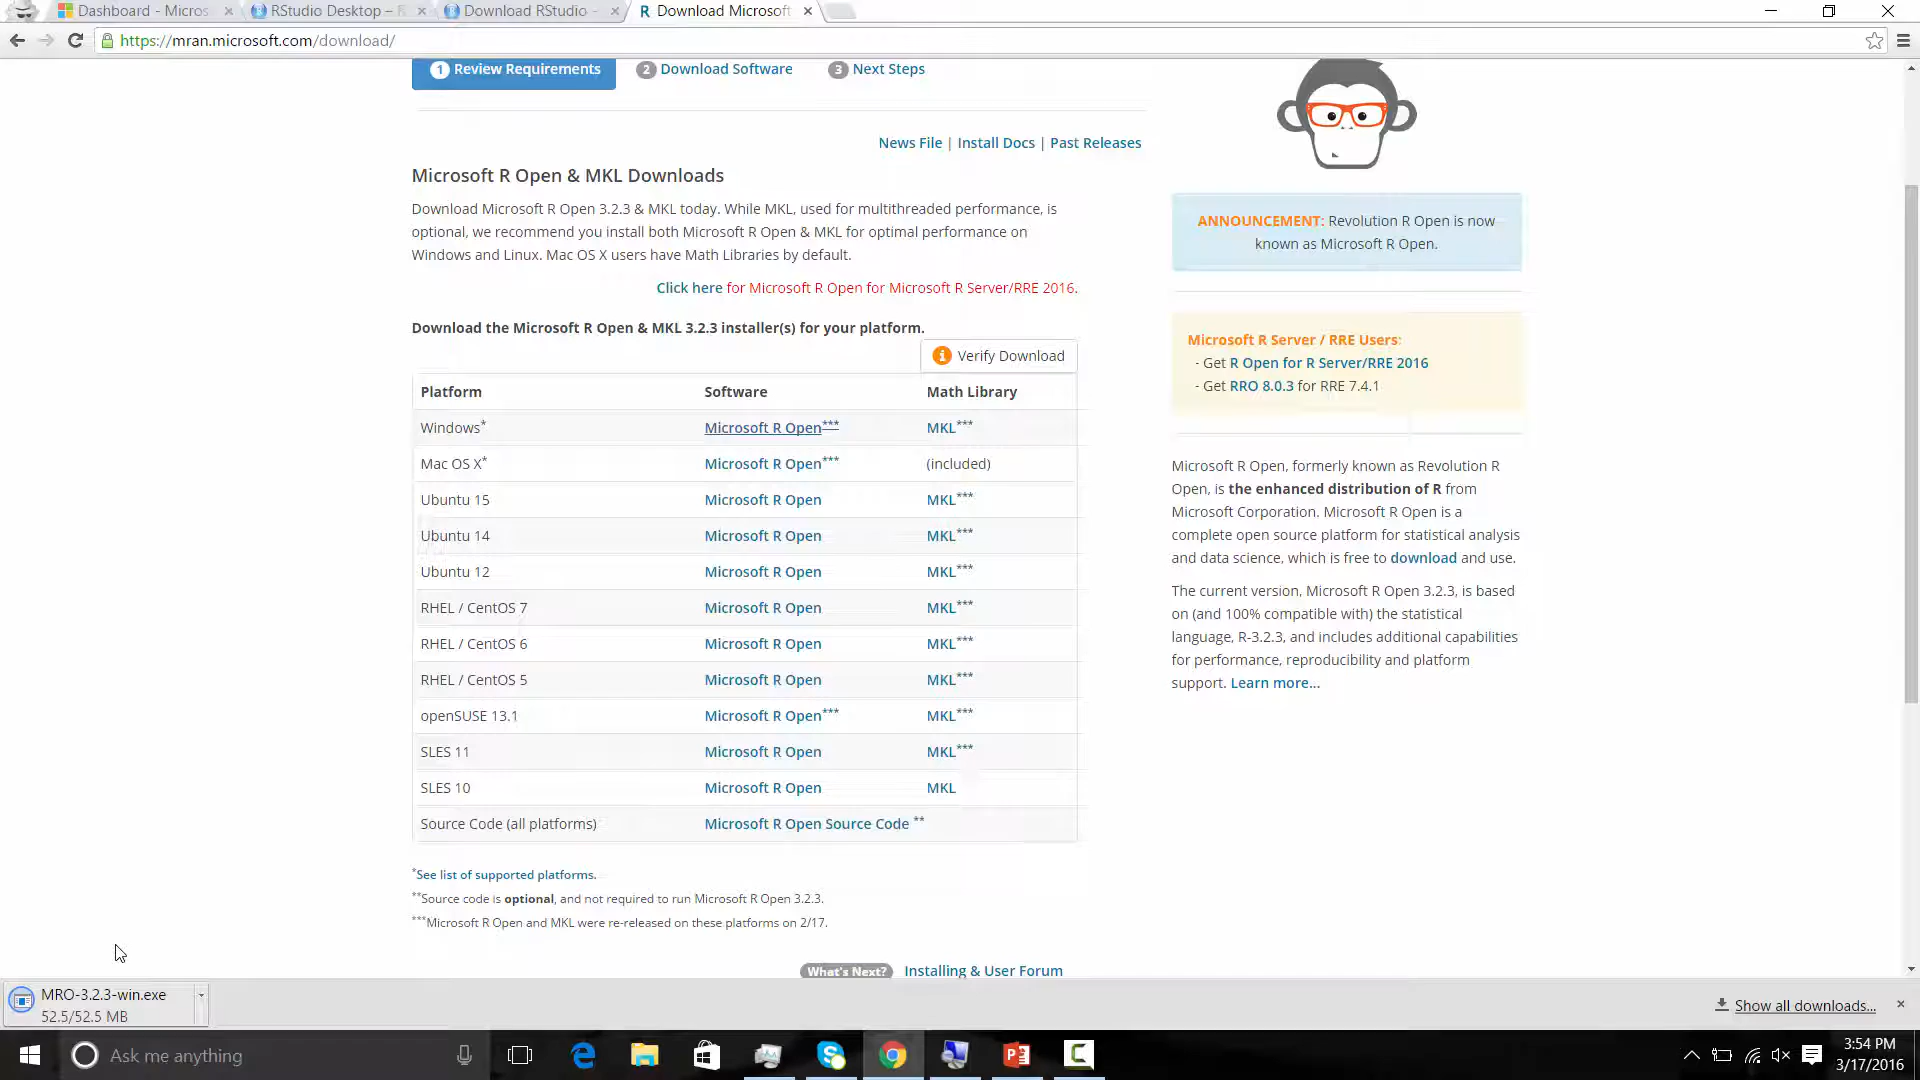 Dashboard - Micros
RStudio Desktop - R
Download RStudio -
R Download Microsoft
https://mran.microsoft.com/download/
1 Review Requirements
2 Download Software
3 Next Steps
News File | Install Docs | Past Releases
Microsoft R Open & MKL Downloads
Download Microsoft R Open 3.2.3 & MKL today. While MKL, used for multithreaded performance, is
optional, we recommend you install both Microsoft R Open & MKL for optimal performance on
Windows and Linux. Mac OS X users have Math Libraries by default.
Click here for Microsoft R Open for Microsoft R Server/RRE 2016.
Download the Microsoft R Open & MKL 3.2.3 installer(s) for your platform.
Verify Download
Platform Software Math Library
Windows* Microsoft R Open*** MKL***
Mac OS X* Microsoft R Open*** (included)
Ubuntu 15 Microsoft R Open MKL***
Ubuntu 14 Microsoft R Open MKL***
Ubuntu 12 Microsoft R Open MKL***
RHEL / CentOS 7 Microsoft R Open MKL***
RHEL / CentOS 6 Microsoft R Open MKL***
RHEL / CentOS 5 Microsoft R Open MKL***
openSUSE 13.1 Microsoft R Open*** MKL***
SLES 11 Microsoft R Open MKL***
SLES 10 Microsoft R Open MKL
Source Code (all platforms) Microsoft R Open Source Code **
*See list of supported platforms.
**Source code is optional, and not required to run Microsoft R Open 3.2.3.
***Microsoft R Open and MKL were re-released on these platforms on 2/17.
What's Next? Installing & User Forum
ANNOUNCEMENT: Revolution R Open is now
known as Microsoft R Open.
Microsoft R Server / RRE Users:
- Get R Open for R Server/RRE 2016
- Get RRO 8.0.3 for RRE 7.4.1
Microsoft R Open, formerly known as Revolution R
Open, is the enhanced distribution of R from
Microsoft Corporation. Microsoft R Open is a
complete open source platform for statistical analysis
and data science, which is free to download and use.
The current version, Microsoft R Open 3.2.3, is based
on (and 100% compatible with) the statistical
language, R-3.2.3, and includes additional capabilities
for performance, reproducibility and platform
support. Learn more...
MRO-3.2.3-win.exe
52.5/52.5 MB
Show all downloads...
Ask me anything
3:54 PM
3/17/2016